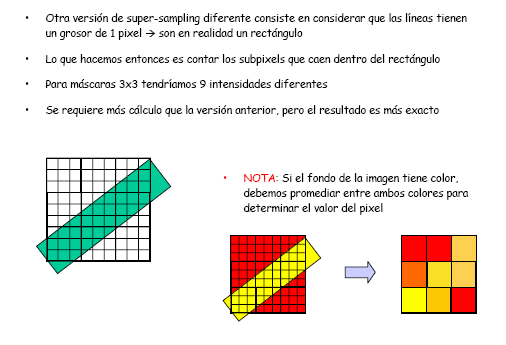 • Otra versión de super-sampling diferente consiste en considerar que las líneas tienen
un grosor de 1 pixel → son en realidad un rectángulo
• Lo que hacemos entonces es contar los subpixels que caen dentro del rectángulo
• Para máscaras 3x3 tendríamos 9 intensidades diferentes
• Se requiere más cálculo que la versión anterior, pero el resultado es más exacto
• NOTA: Si el fondo de la imagen tiene color,
debemos promediar entre ambos colores para
determinar el valor del pixel